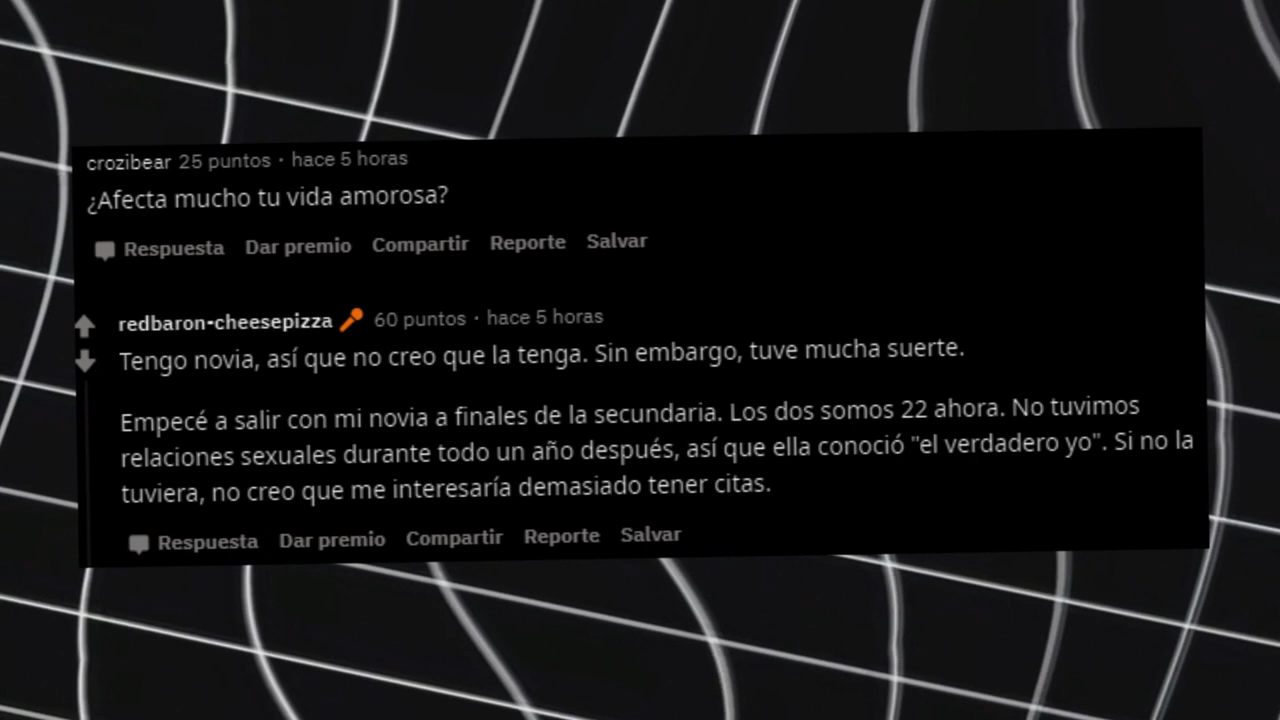 crozibear 25 puntos · hace 5 horas
¿Afecta mucho tu vida amorosa?
Respuesta Dar premio Compartir Reporte Salvar
redbaron-cheesepizza 60 puntos · hace 5 horas
Tengo novia, así que no creo que la tenga. Sin embargo, tuve mucha suerte.
Empecé a salir con mi novia a finales de la secundaria. Los dos somos 22 ahora. No tuvimos
relaciones sexuales durante todo un año después, así que ella conoció "el verdadero yo". Si no la
tuviera, no creo que me interesaría demasiado tener citas.
Respuesta Dar premio Compartir Reporte Salvar